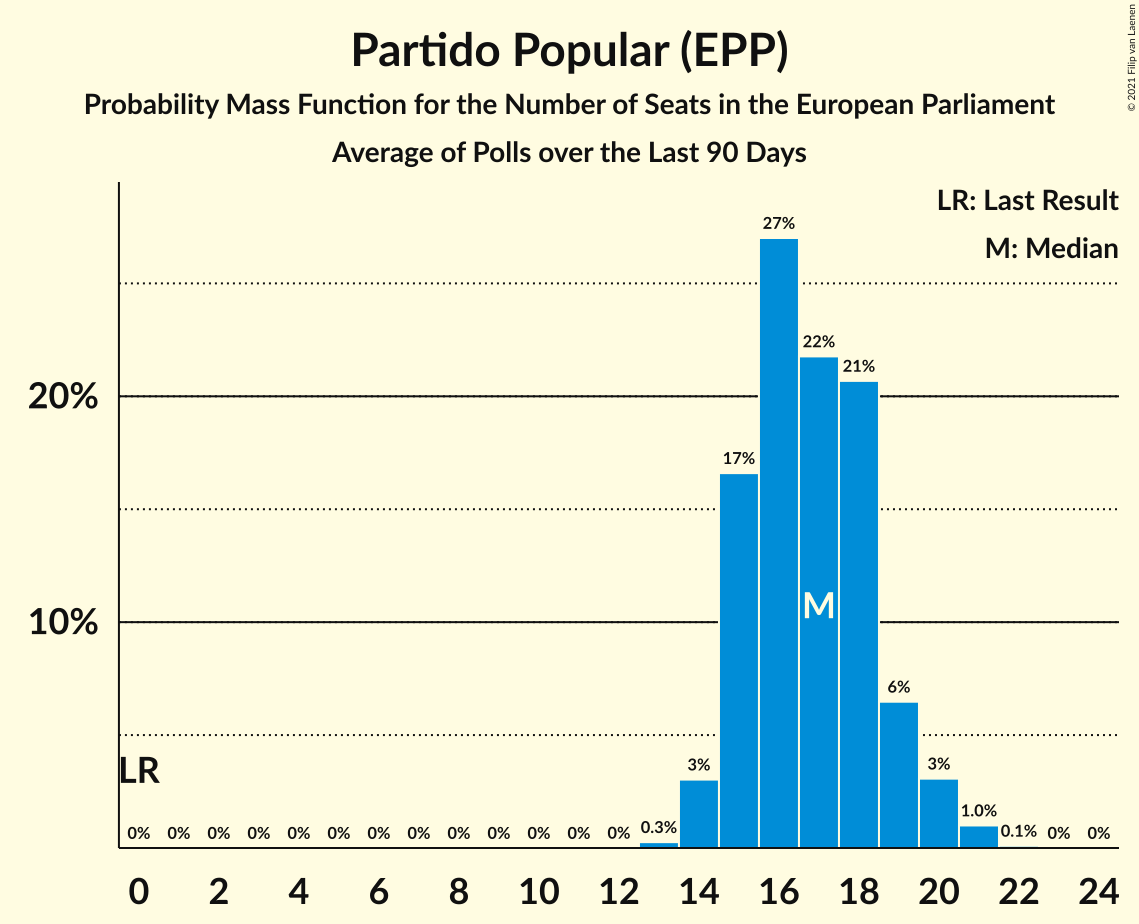 Partido Popular (EPP)
Probability Mass Function for the Number of Seats in the European Parliament
Average of Polls over the Last 90 Days
© 2021 Filip van Laenen
LR: Last Result
M: Median
27%
22%
21%
20%
17%
M
10%
6%
LR
3%
3%
1.0%
0% 0% 0% 0% 0% 0% 0% 0% 0% 0% 0% 0% 0% 0.3% 0.1% 0% 0%
0 2 4 6 8 10 12 14 16 18 20 22 24